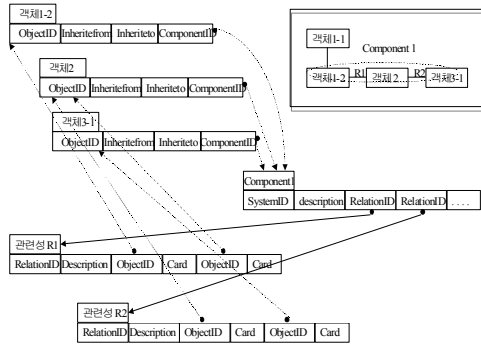 객체1-2
ObjectID Inheritefrom Inheriteto ComponentID
객체2
ObjectID Inheritefrom Inheriteto ComponentID
객체3-1
ObjectID Inheritefrom Inheriteto ComponentID
객체1-1
Component 1
객체1-2 R1 객체2 R2 객체3-1
Component1
SystemID description RelationID RelationID ....
관련성 R1
RelationID Description ObjectID Card ObjectID Card
관련성 R2
RelationID Description ObjectID Card ObjectID Card